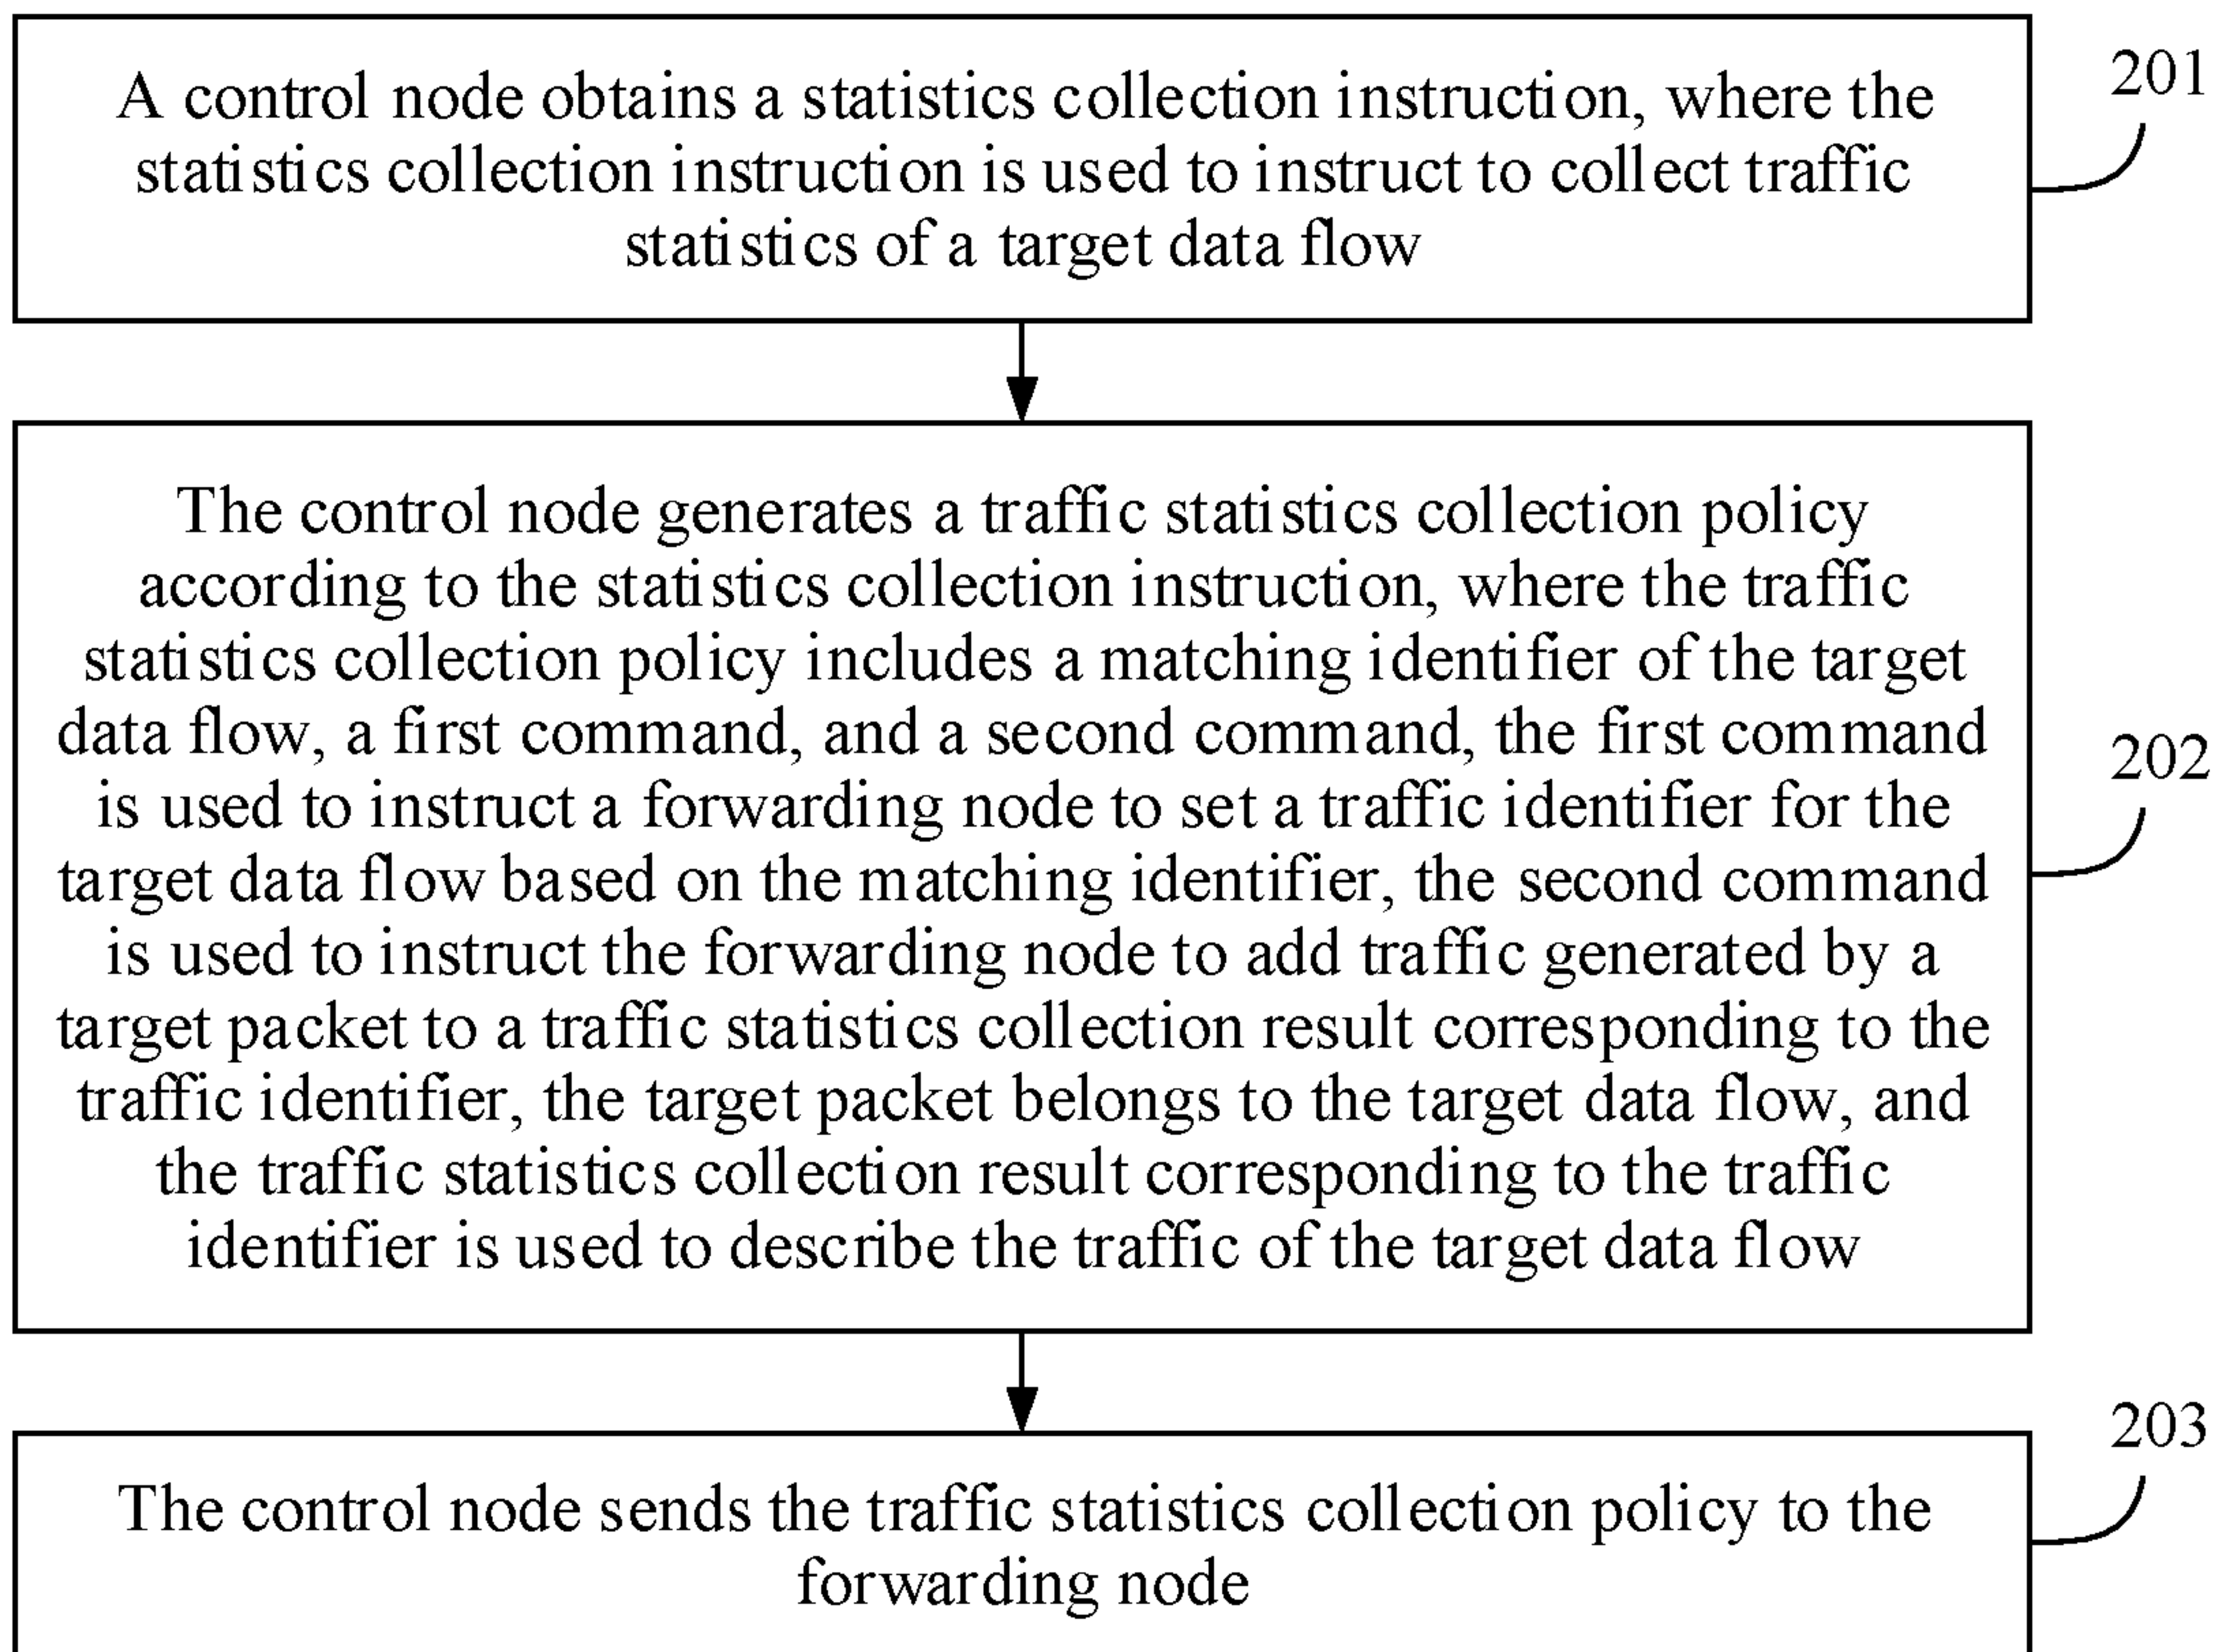 A control node obtains a statistics collection instruction, where the
statistics collection instruction is used to instruct to collect traffic
statistics of a target data flow
201
The control node generates a traffic statistics collection policy
according to the statistics collection instruction, where the traffic
statistics collection policy includes a matching identifier of the target
data flow, a first command, and a second command, the first command
is used to instruct a forwarding node to set a traffic identifier for the
target data flow based on the matching identifier, the second command
is used to instruct the forwarding node to add traffic generated by a
target packet to a traffic statistics collection result corresponding to the
traffic identifier, the target packet belongs to the target data flow, and
the traffic statistics collection result corresponding to the traffic
identifier is used to describe the traffic of the target data flow
202
The control node sends the traffic statistics collection policy to the
forwarding node
203